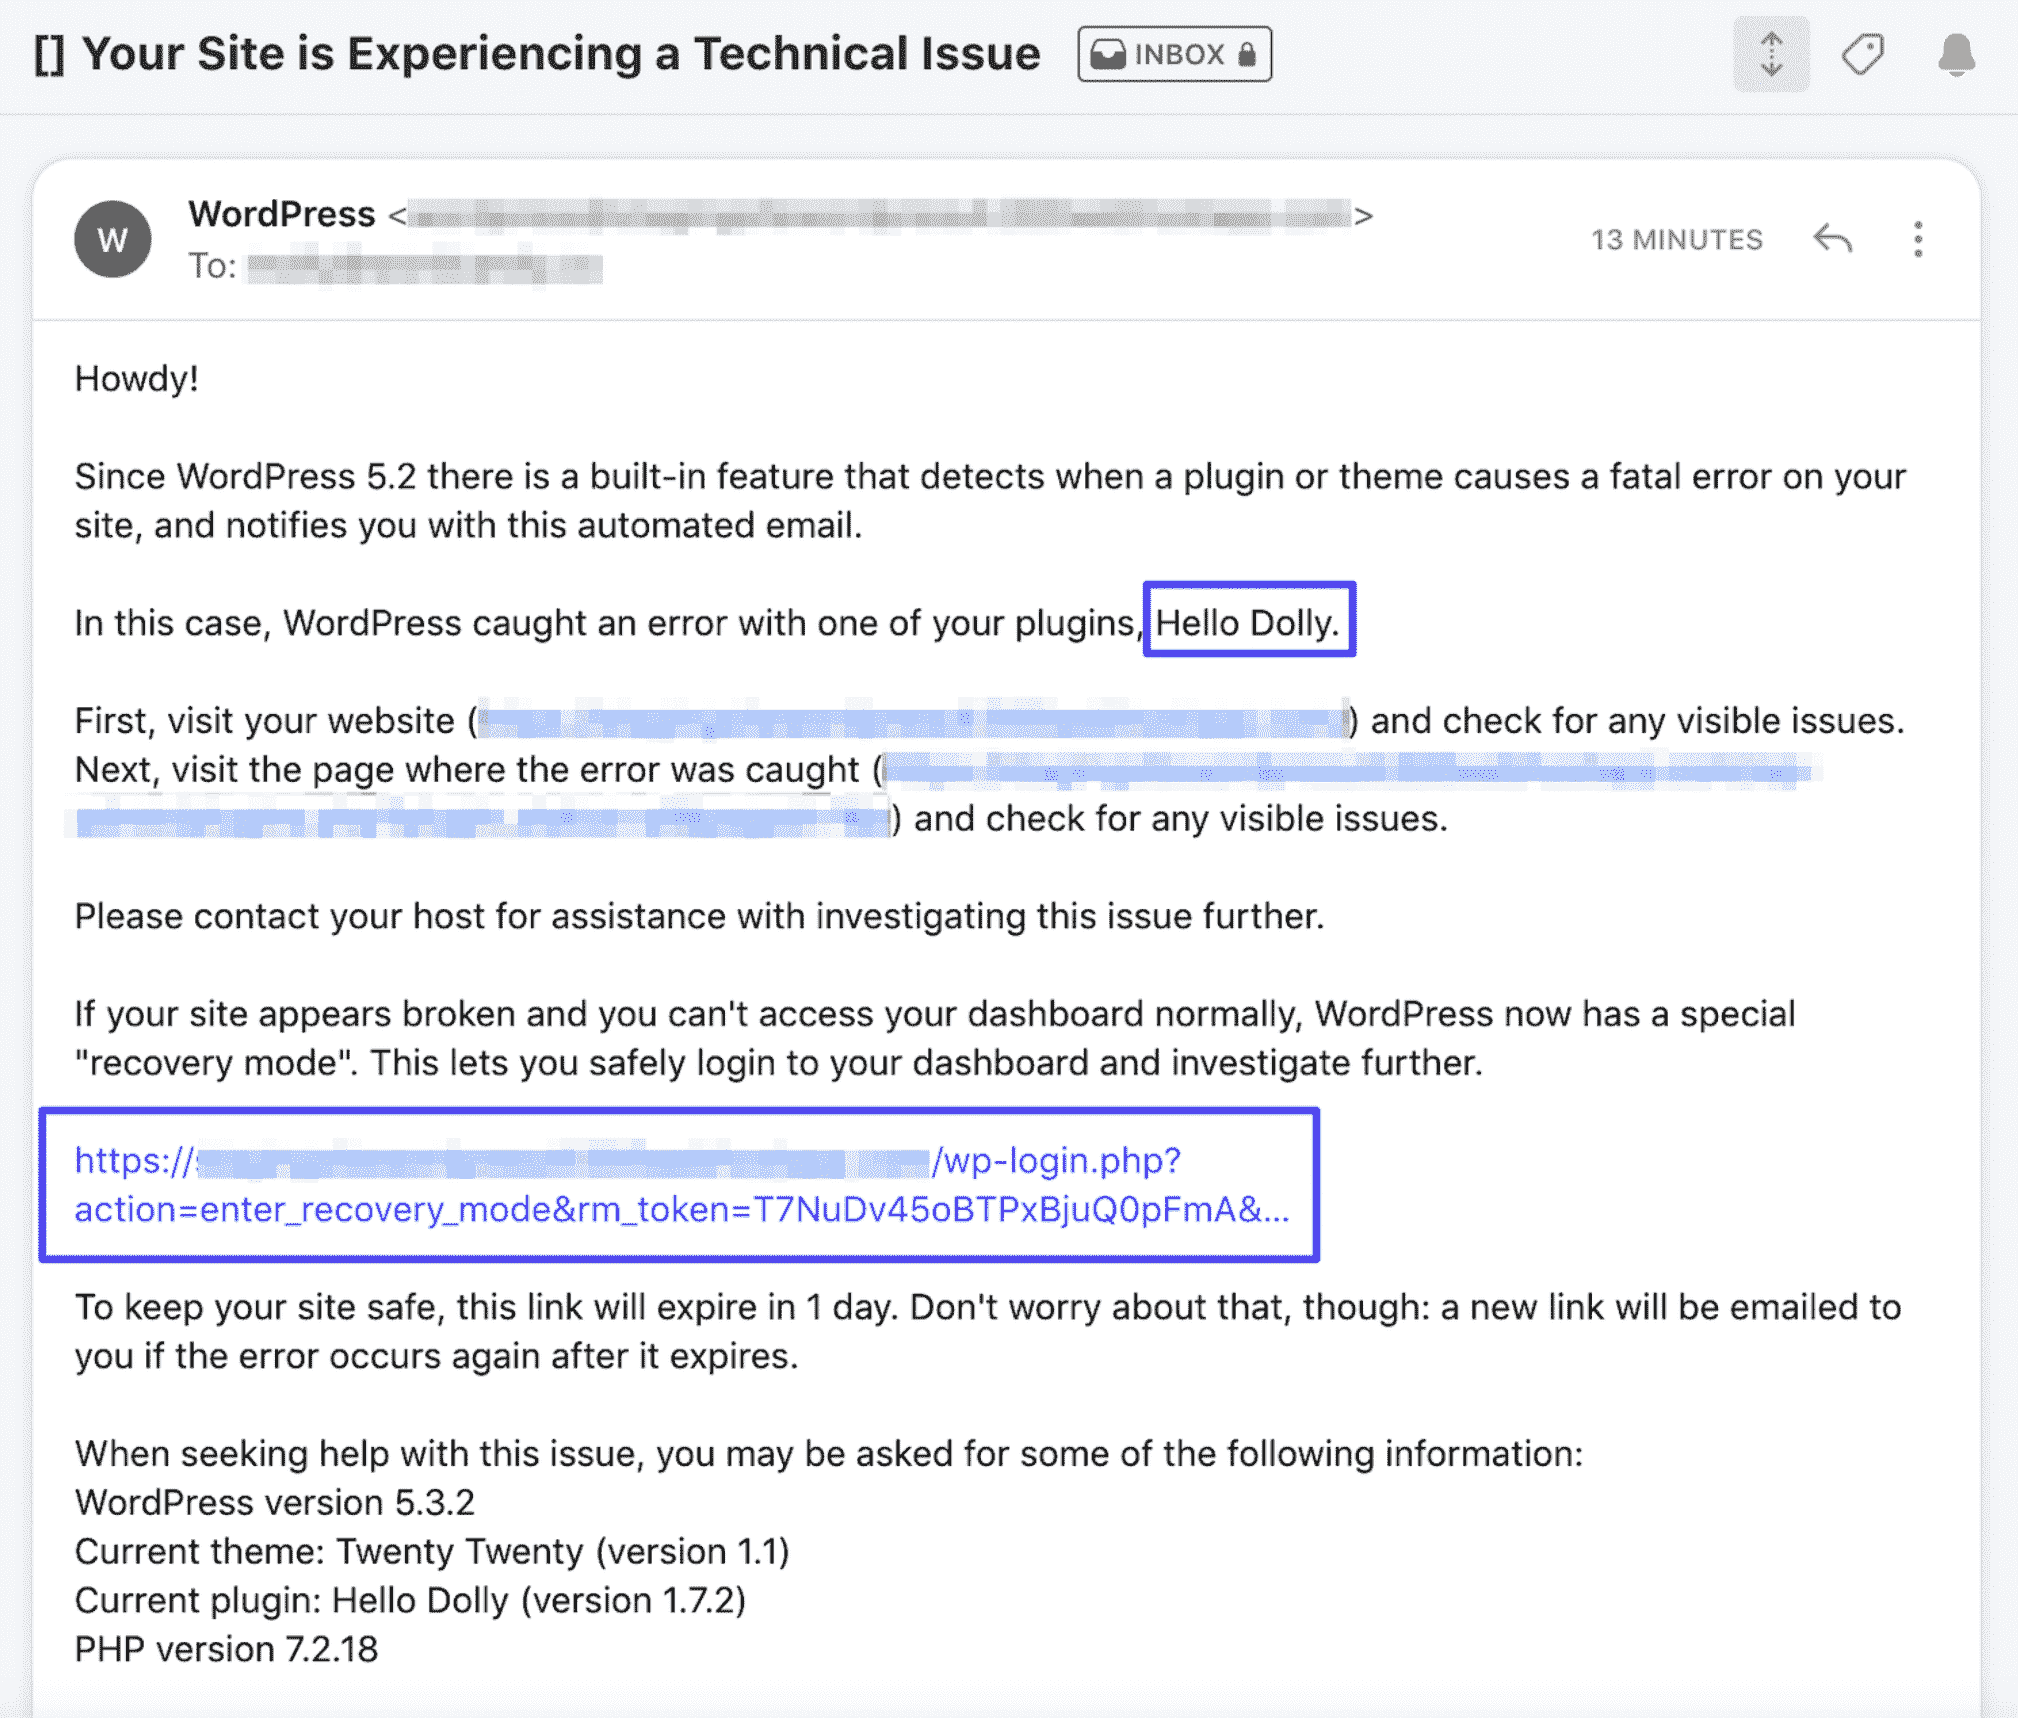 [] Your Site is Experiencing a Technical Issue INBOX
W
WordPress < >
To:
13 MINUTES
Howdy!
Since WordPress 5.2 there is a built-in feature that detects when a plugin or theme causes a fatal error on your
site, and notifies you with this automated email.
In this case, WordPress caught an error with one of your plugins, Hello Dolly.
First, visit your website ( ) and check for any visible issues.
Next, visit the page where the error was caught (
) and check for any visible issues.
Please contact your host for assistance with investigating this issue further.
If your site appears broken and you can't access your dashboard normally, WordPress now has a special
"recovery mode". This lets you safely login to your dashboard and investigate further.
https:// /wp-login.php?
action=enter_recovery_mode&rm_token=T7NuDv45oBTPxBjuQ0pFmA&...
To keep your site safe, this link will expire in 1 day. Don't worry about that, though: a new link will be emailed to
you if the error occurs again after it expires.
When seeking help with this issue, you may be asked for some of the following information:
WordPress version 5.3.2
Current theme: Twenty Twenty (version 1.1)
Current plugin: Hello Dolly (version 1.7.2)
PHP version 7.2.18